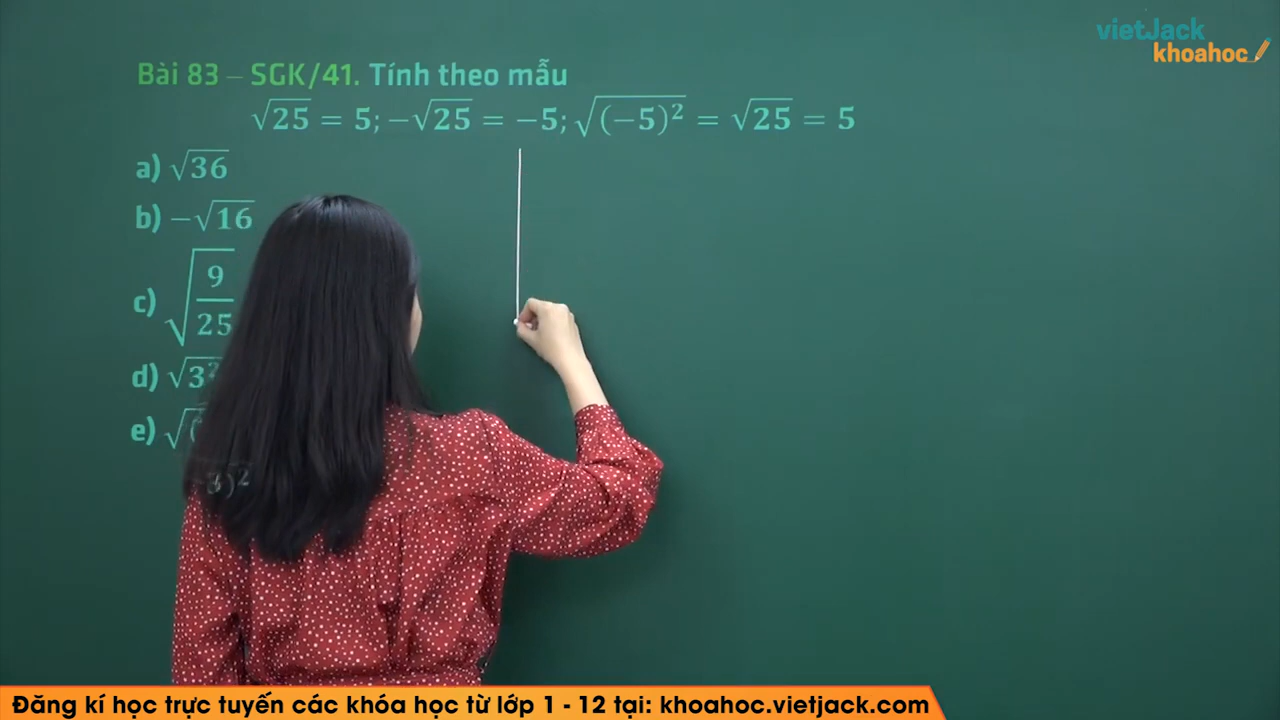 vietJack
khoahoc
Bài 83 – SGK/41. Tính theo mẫu
√25 = 5; −√25 = −5; √(−5)² = √25 = 5
a) √36
b) −√16
c) √9/25
d) √3²
e)
3)²
Đăng kí học trực tuyến các khóa học từ lớp 1 - 12 tại: khoahoc.vietjack.com